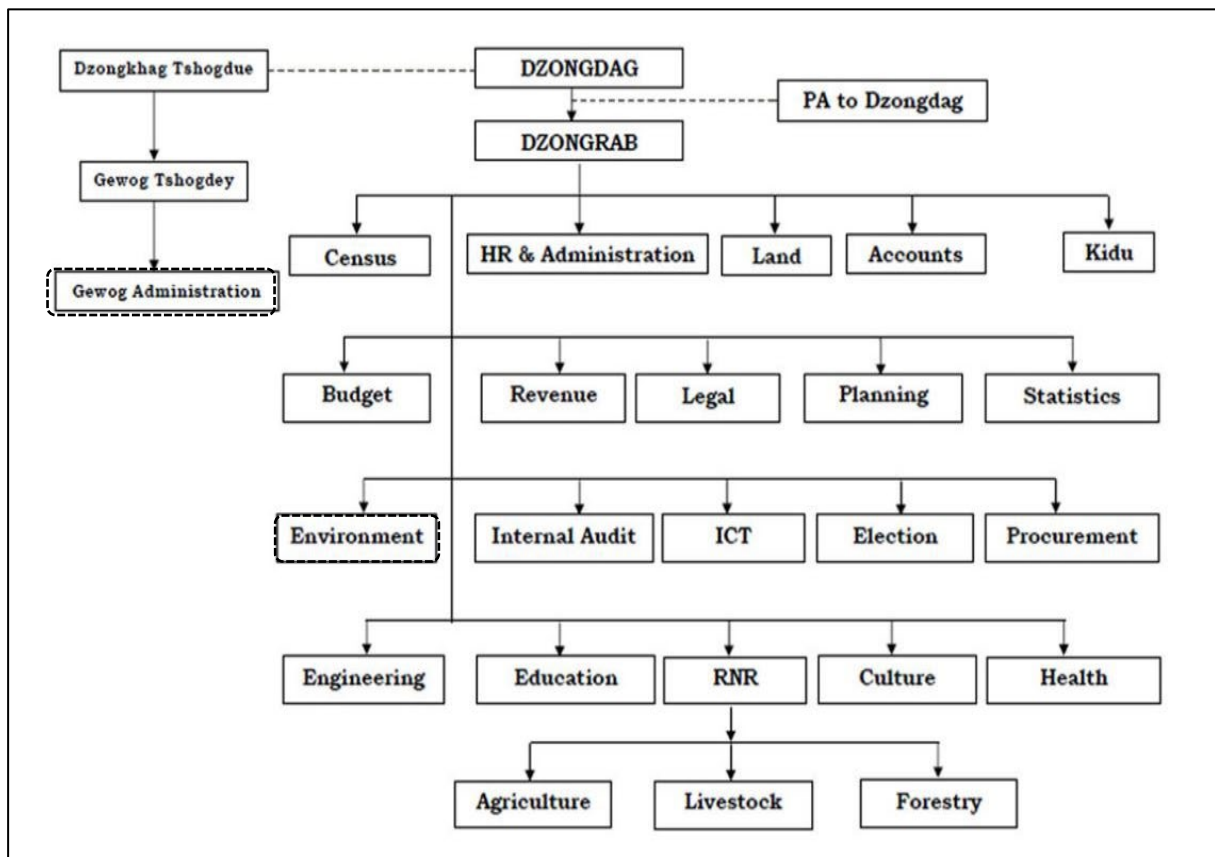 Dzongkhag Tshogdue
DZONGDAG
PA to Dzongdag
DZONGRAB
Gewog Tshogdey
Gewog Administration
Census
HR & Administration
Land
Accounts
Kidu
Budget
Revenue
Legal
Planning
Statistics
Environment
Internal Audit
ICT
Election
Procurement
Engineering
Education
RNR
Culture
Health
Agriculture
Livestock
Forestry